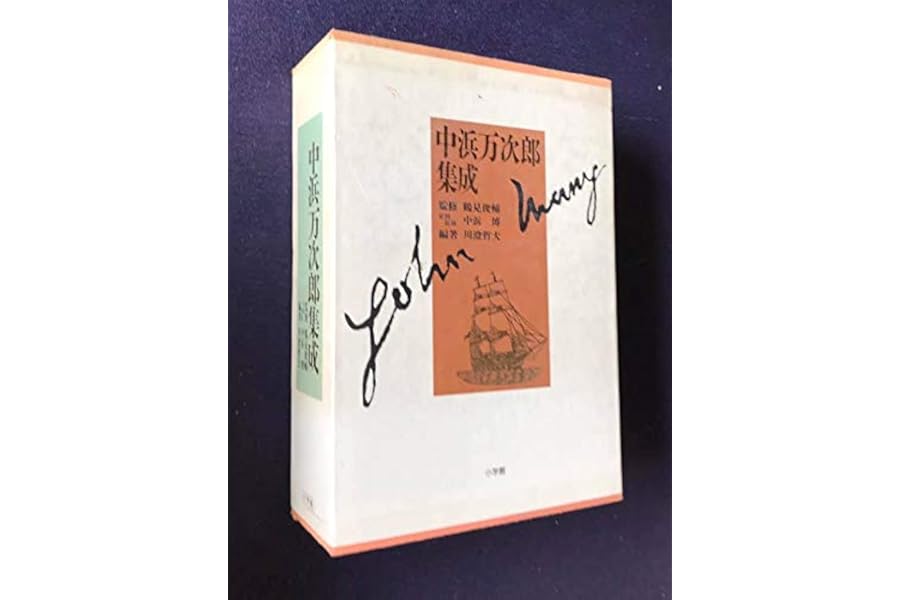 中浜万次郎
集成
監修 鶴見俊輔
中浜 博
編著 川澄哲夫
John Mung
小学館
中浜万次郎集成